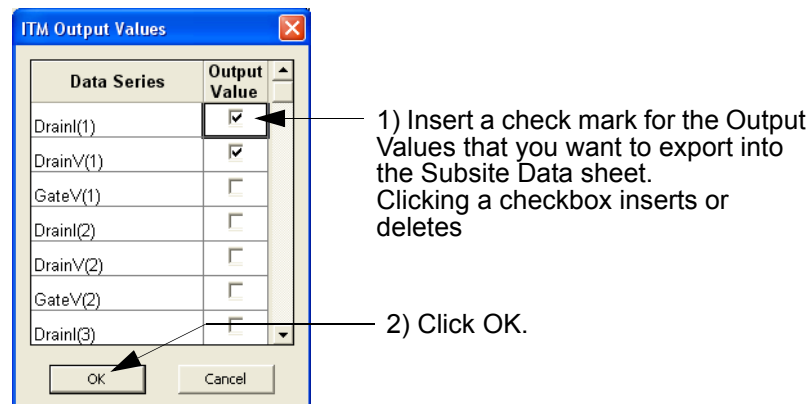 ITM Output Values
Data Series
Output
Value
DrainI(1)
DrainV(1)
GateV(1)
DrainI(2)
DrainV(2)
GateV(2)
DrainI(3)
OK
Cancel
1) Insert a check mark for the Output
Values that you want to export into
the Subsite Data sheet.
Clicking a checkbox inserts or
deletes
2) Click OK.